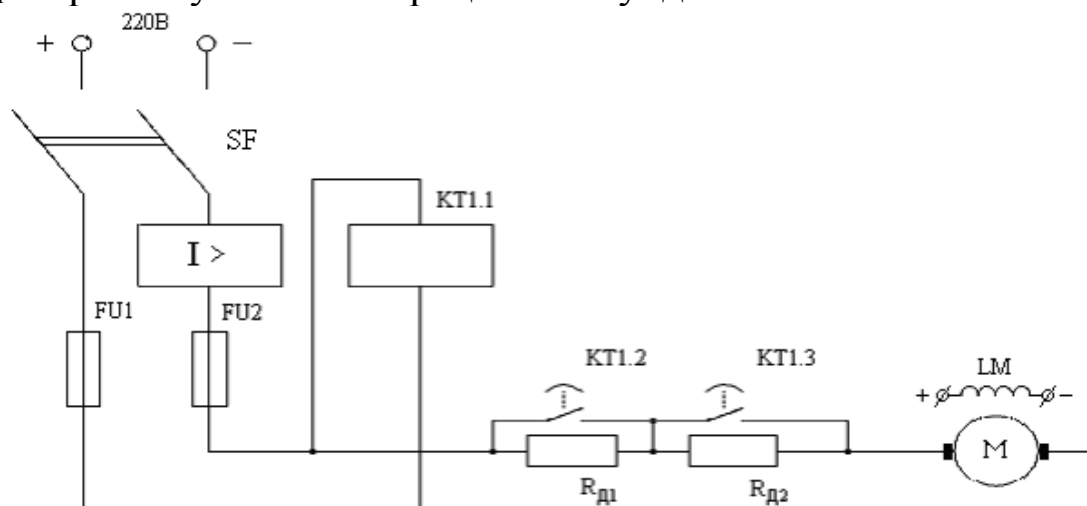 220В
+ −
SF
KT1.1
I >
FU1
FU2
KT1.2
KT1.3
LM
+ −
M
RД1
RД2